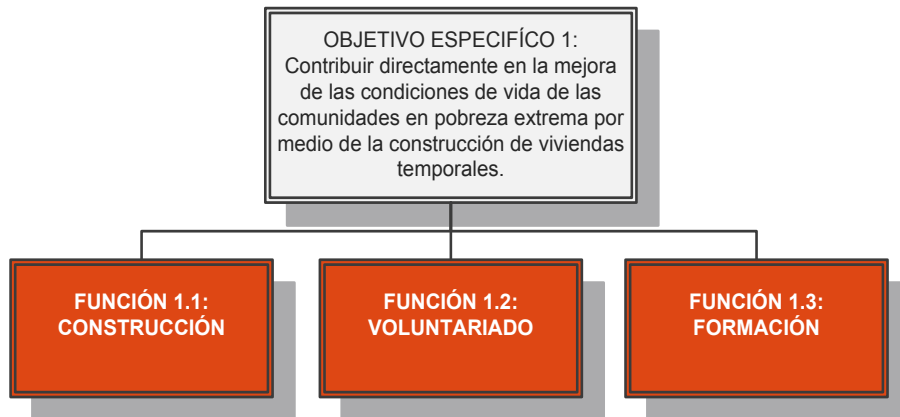 OBJETIVO ESPECIFÍCO 1:
Contribuir directamente en la mejora
de las condiciones de vida de las
comunidades en pobreza extrema por
medio de la construcción de viviendas
temporales.
FUNCIÓN 1.1:
CONSTRUCCIÓN
FUNCIÓN 1.2:
VOLUNTARIADO
FUNCIÓN 1.3:
FORMACIÓN